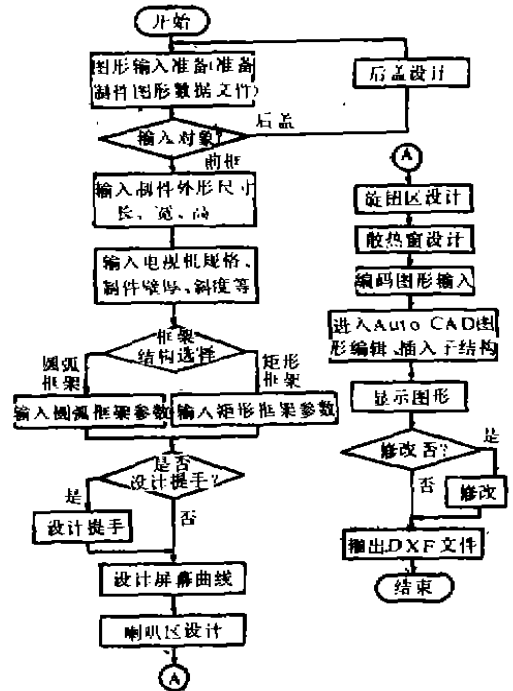 开始
图形输入准备(准备
制件图形数据文件)
后盖设计
输入对象?
后盖
前框
输入制件外形尺寸
长、宽、高
输入电视机规格、
制件壁厚、斜度等
框架
结构选择
圆弧
框架
矩形
框架
输入圆弧框架参数
输入矩形框架参数
是否
设计提手?
是
否
设计提手
设计屏幕曲线
喇叭区设计
A
A
旋钮区设计
散热窗设计
编码图形输入
进入Auto CAD图
形编辑、插入子结构
显示图形
修改否?
是
否
修改
输出DXF文件
结束